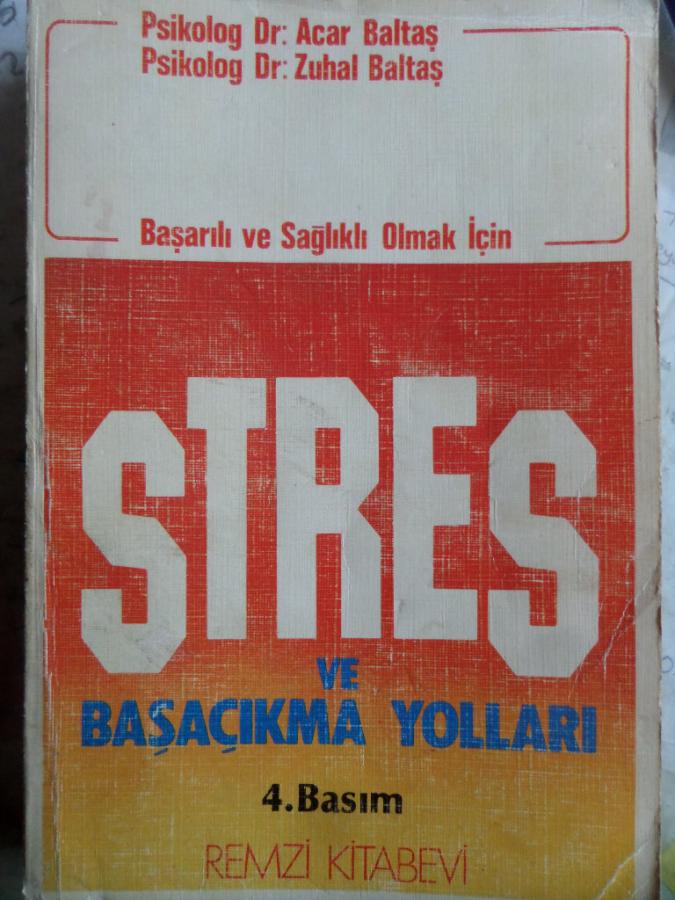 Psikolog Dr: Acar Baltaş
Psikolog Dr: Zuhal Baltaş
Başarılı ve Sağlıklı Olmak İçin
STRES
VE
BAŞAÇIKMA YOLLARI
4.Basım
REMZİ KİTABEVİ